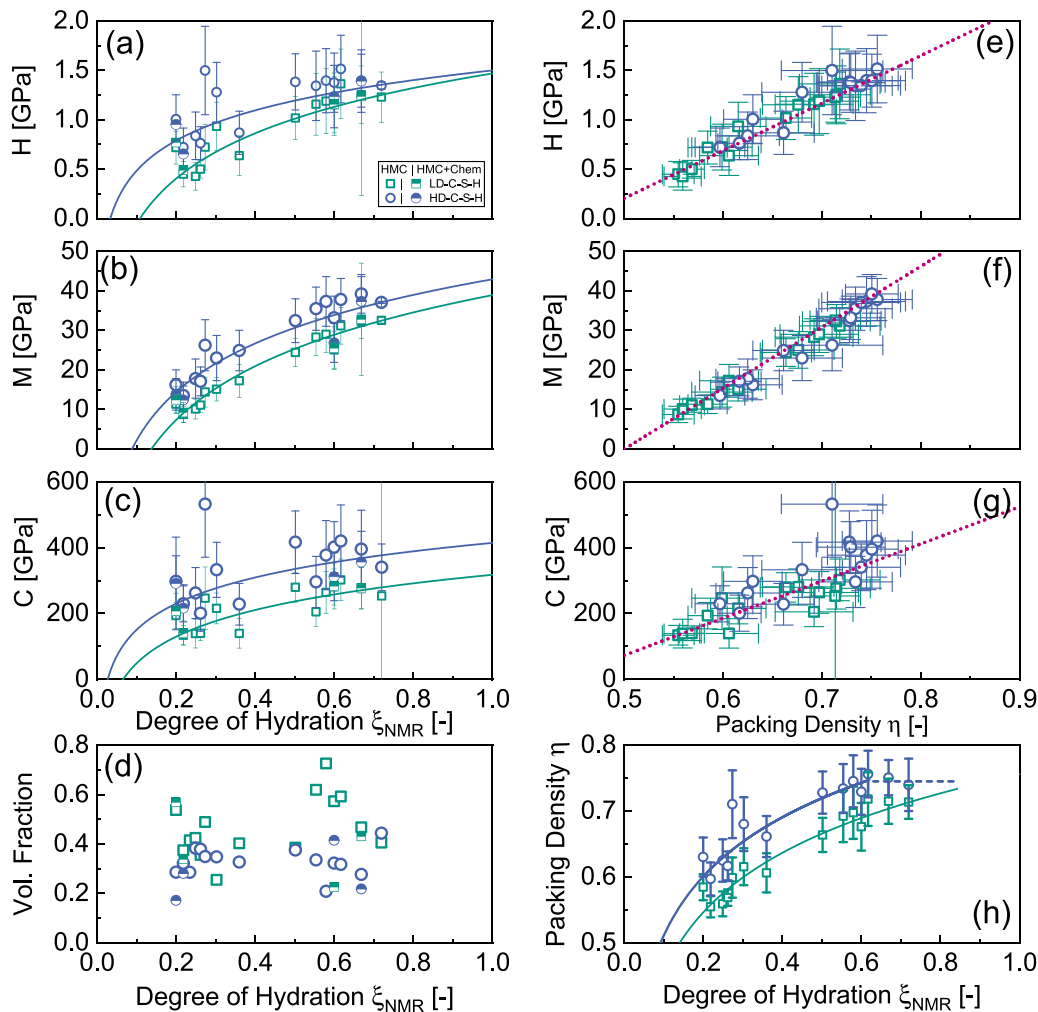 (a)
H [GPa]
2.0
1.5
1.0
0.5
0.0
HMC | HMC+Chem
LD-C-S-H
HD-C-S-H
(e)
H [GPa]
2.0
1.5
1.0
0.5
0.0
(b)
M [GPa]
50
40
30
20
10
0
(f)
M [GPa]
50
40
30
20
10
0
(c)
C [GPa]
600
400
200
0
0.0 0.2 0.4 0.6 0.8 1.0
Degree of Hydration ξNMR [-]
(g)
C [GPa]
600
400
200
0
0.5 0.6 0.7 0.8 0.9
Packing Density η [-]
(d)
Vol. Fraction
0.8
0.6
0.4
0.2
0.0
0.0 0.2 0.4 0.6 0.8 1.0
Degree of Hydration ξNMR [-]
(h)
Packing Density η
0.8
0.7
0.6
0.5
0.0 0.2 0.4 0.6 0.8 1.0
Degree of Hydration ξNMR [-]